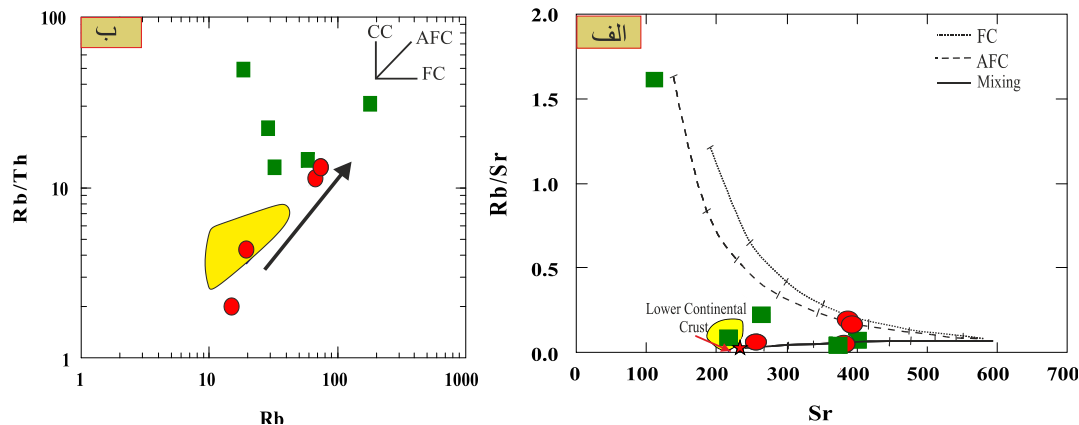 ب
100
10
1
Rb/Th
CC
AFC
FC
1
10
100
1000
Rb
الف
2.0
1.5
1.0
0.5
0.0
Rb/Sr
FC
AFC
Mixing
Lower Continental
Crust
0
100
200
300
400
500
600
700
Sr